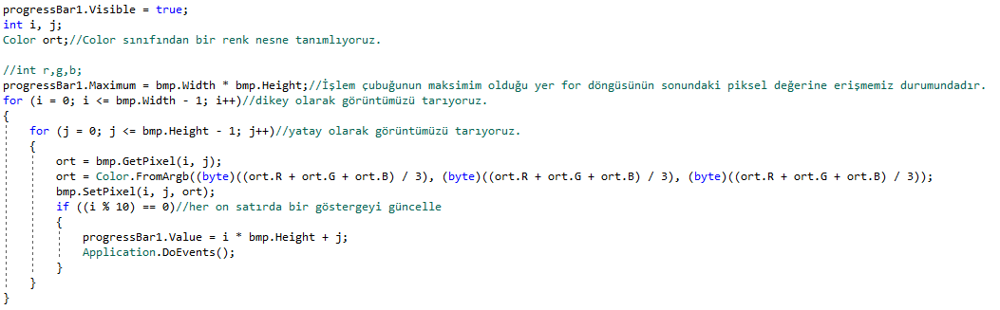 progressBar1.Visible = true;
int i, j;
Color ort;//Color sınıfından bir renk nesne tanımlıyoruz.
//int r,g,b;
progressBar1.Maximum = bmp.Width * bmp.Height;//İşlem çubuğunun maksimim olduğu yer for döngüsünün sonundaki piksel değerine erişmemiz durumundadır.
for (i = 0; i <= bmp.Width - 1; i++)//dikey olarak görüntümüzü tarıyoruz.
{
for (j = 0; j <= bmp.Height - 1; j++)//yatay olarak görüntümüzü tarıyoruz.
{
ort = bmp.GetPixel(i, j);
ort = Color.FromArgb((byte)((ort.R + ort.G + ort.B) / 3), (byte)((ort.R + ort.G + ort.B) / 3), (byte)((ort.R + ort.G + ort.B) / 3));
bmp.SetPixel(i, j, ort);
if ((i % 10) == 0)//her on satırda bir göstergeyi güncelle
{
progressBar1.Value = i * bmp.Height + j;
Application.DoEvents();
}
}
}